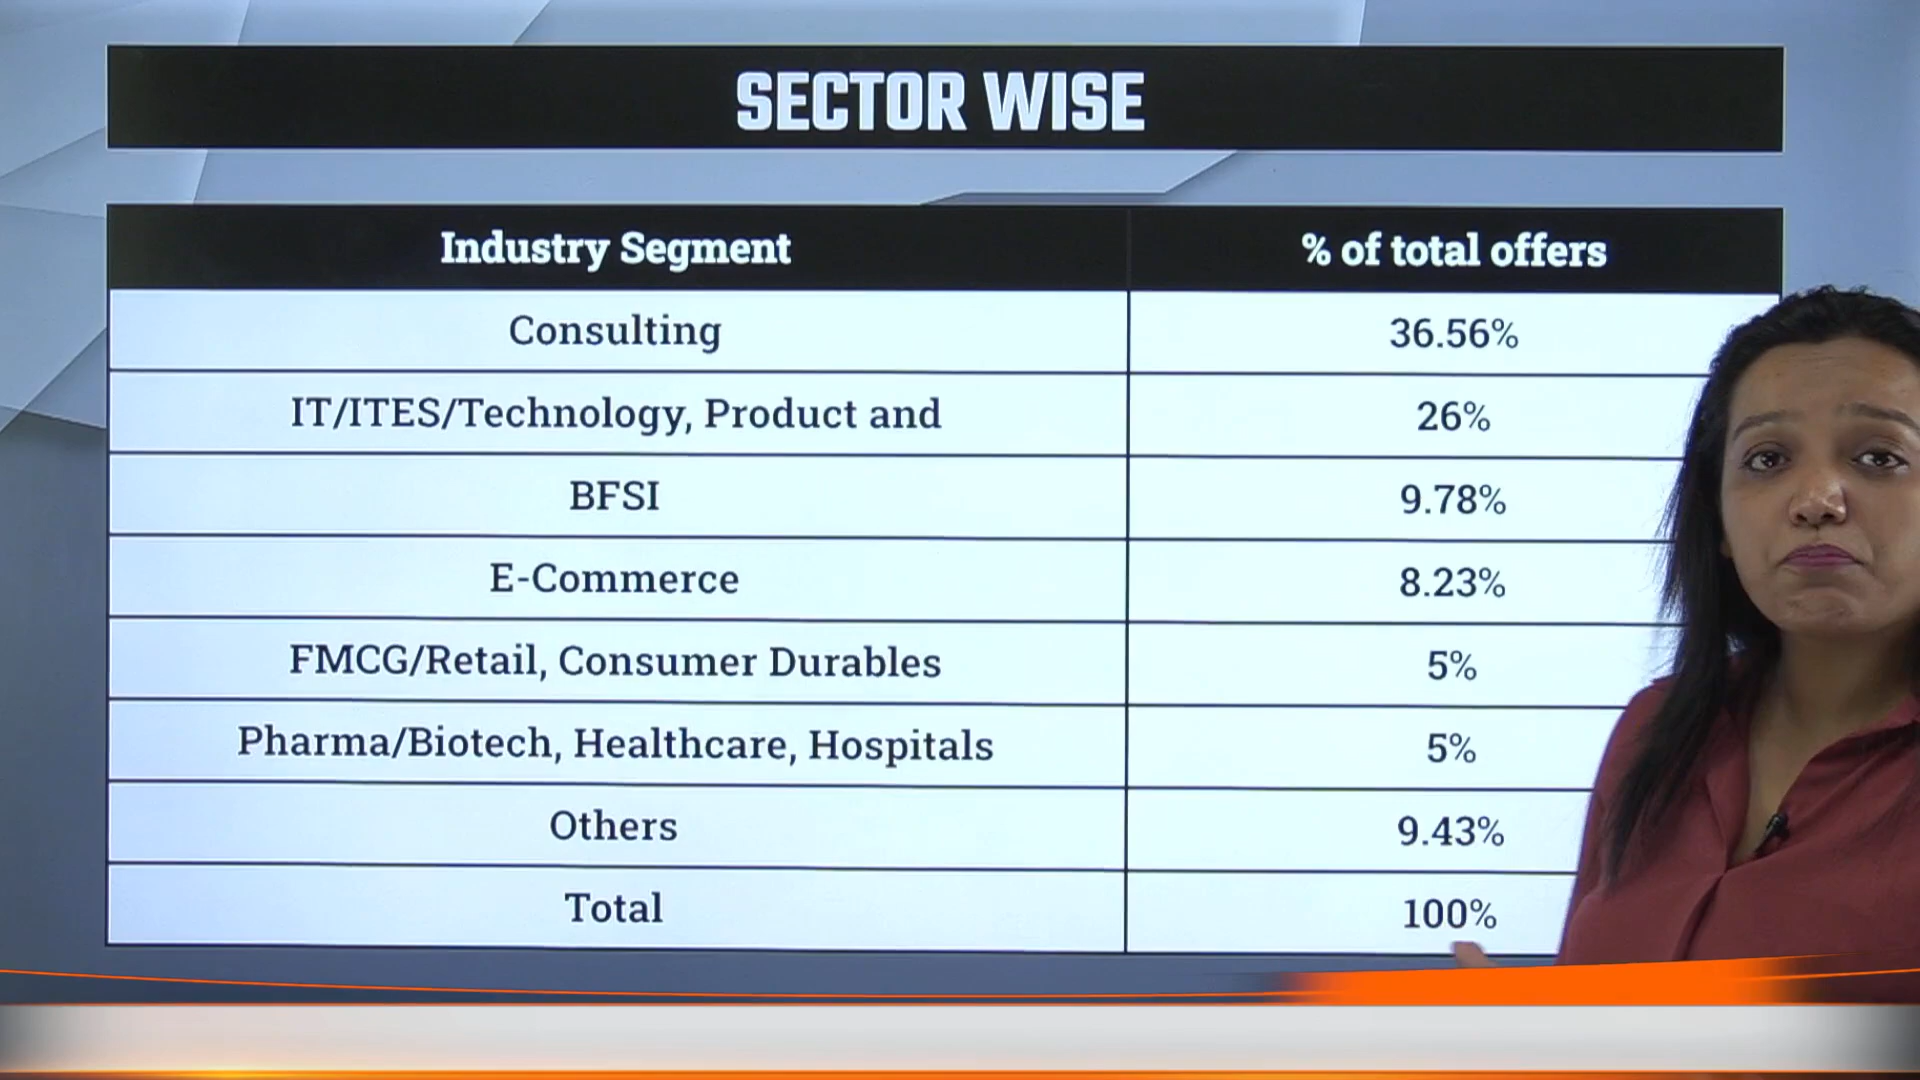 SECTOR WISE
Industry Segment % of total offers
Consulting 36.56%
IT/ITES/Technology, Product and 26%
BFSI 9.78%
E-Commerce 8.23%
FMCG/Retail, Consumer Durables 5%
Pharma/Biotech, Healthcare, Hospitals 5%
Others 9.43%
Total 100%